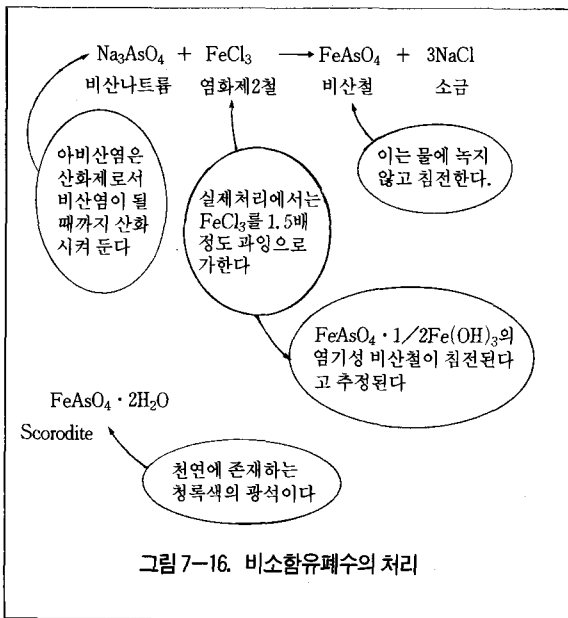 Na₃AsO₄ + FeCl₃ ⟶ FeAsO₄ + 3NaCl
비산나트륨 염화제2철 비산철 소금
아비산염은
산화제로서
비산염이 될
때까지 산화
시켜 둔다
실제처리에서는
FeCl₃를 1.5배
정도 과잉으로
가한다
이는 물에 녹지
않고 침전한다.
FeAsO₄・1/2Fe(OH)₃의
염기성 비산철이 침전된다
고 추정된다
FeAsO₄・2H₂O
Scorodite
천연에 존재하는
청록색의 광석이다
그림 7-16. 비소함유폐수의 처리